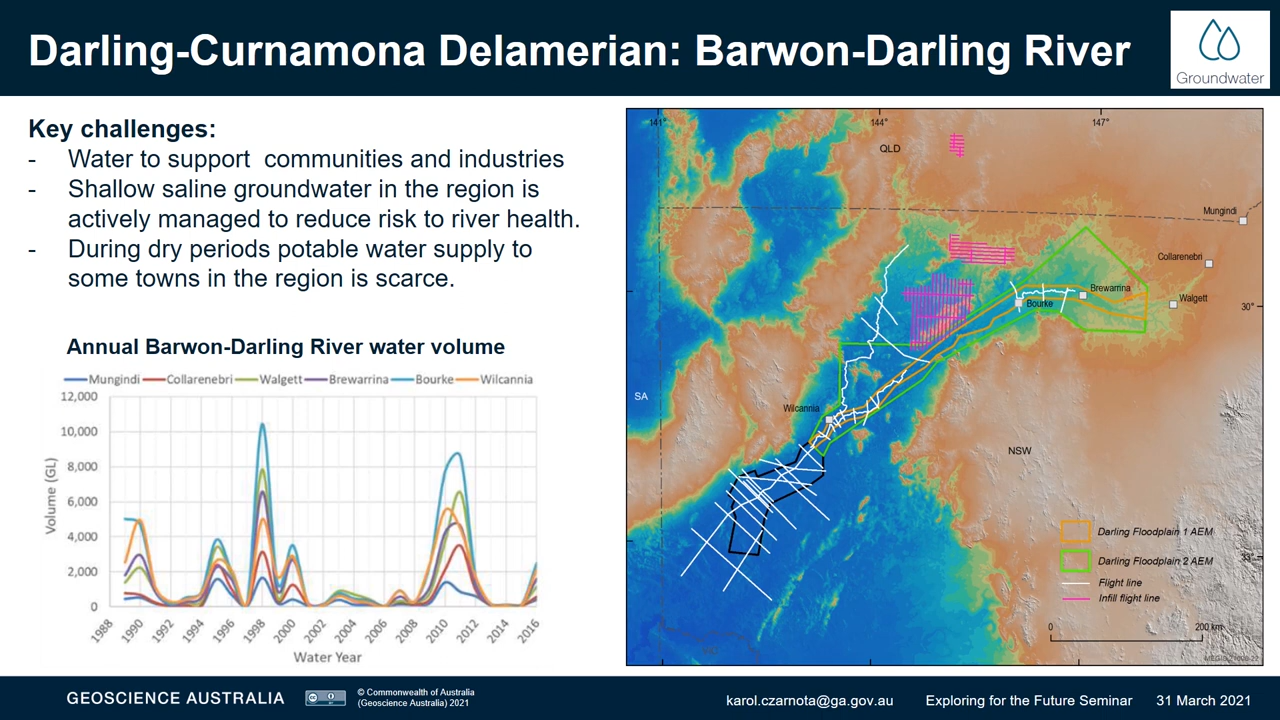 Darling-Curnamona Delamerian: Barwon-Darling River
Groundwater
Key challenges:
- Water to support communities and industries
- Shallow saline groundwater in the region is
actively managed to reduce risk to river health.
- During dry periods notable water supply to
some towns in the region is scarce.
Annual Barwon-Darling River water volume
Mungindi Collarenebri Walgett Brewarrina Bourke Wilcannia
12,000
10,000
8,000
6,000
4,000
2,000
0
Volume (GL)
1988 1990 1992 1994 1996 1998 2000 2002 2004 2006 2008 2010 2012 2014 2016
Water Year
141° 144° 147°
QLD
Mungindi
Collarenebri
Brewarrina
Walgett
Bourke
30°
SA
Wilcannia
NSW
Darling Floodplain 1 AEM
33°
Darling Floodplain 2 AEM
Flight line
Infill flight line
0 200 km
GEOSCIENCE AUSTRALIA
© Commonwealth of Australia
(Geoscience Australia) 2021
karol.czarnota@ga.gov.au Exploring for the Future Seminar 31 March 2021